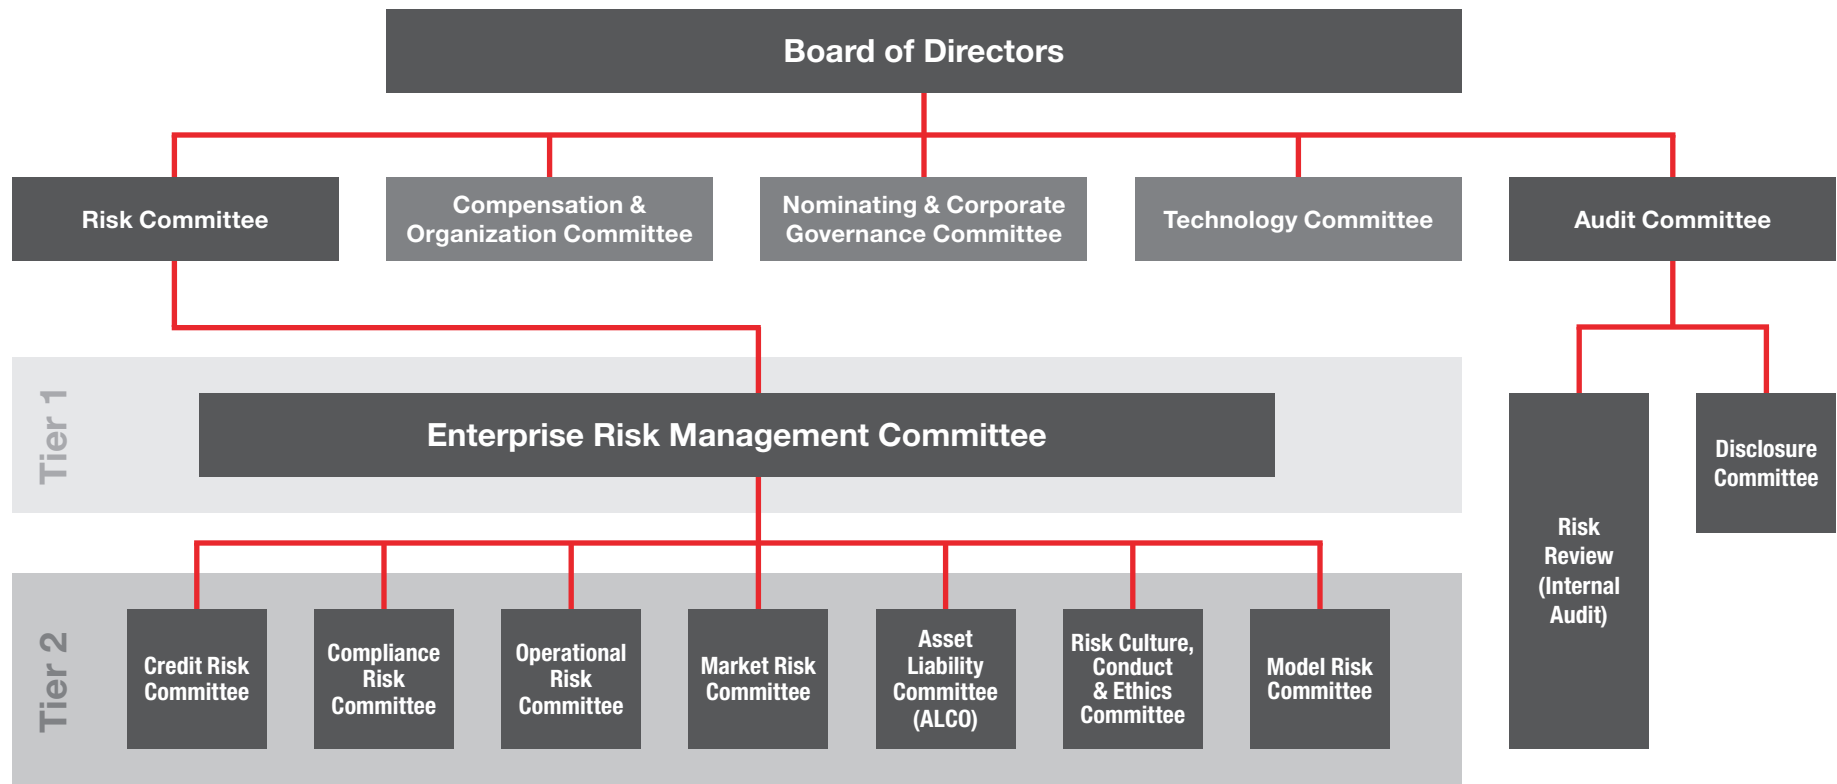 Board of Directors
Risk Committee
Compensation &
Organization Committee
Nominating & Corporate
Governance Committee
Technology Committee
Audit Committee
Tier 1
Enterprise Risk Management Committee
Disclosure
Committee
Risk
Review
(Internal
Audit)
Tier 2
Credit Risk
Committee
Compliance
Risk
Committee
Operational
Risk
Committee
Market Risk
Committee
Asset
Liability
Committee
(ALCO)
Risk Culture,
Conduct
& Ethics
Committee
Model Risk
Committee